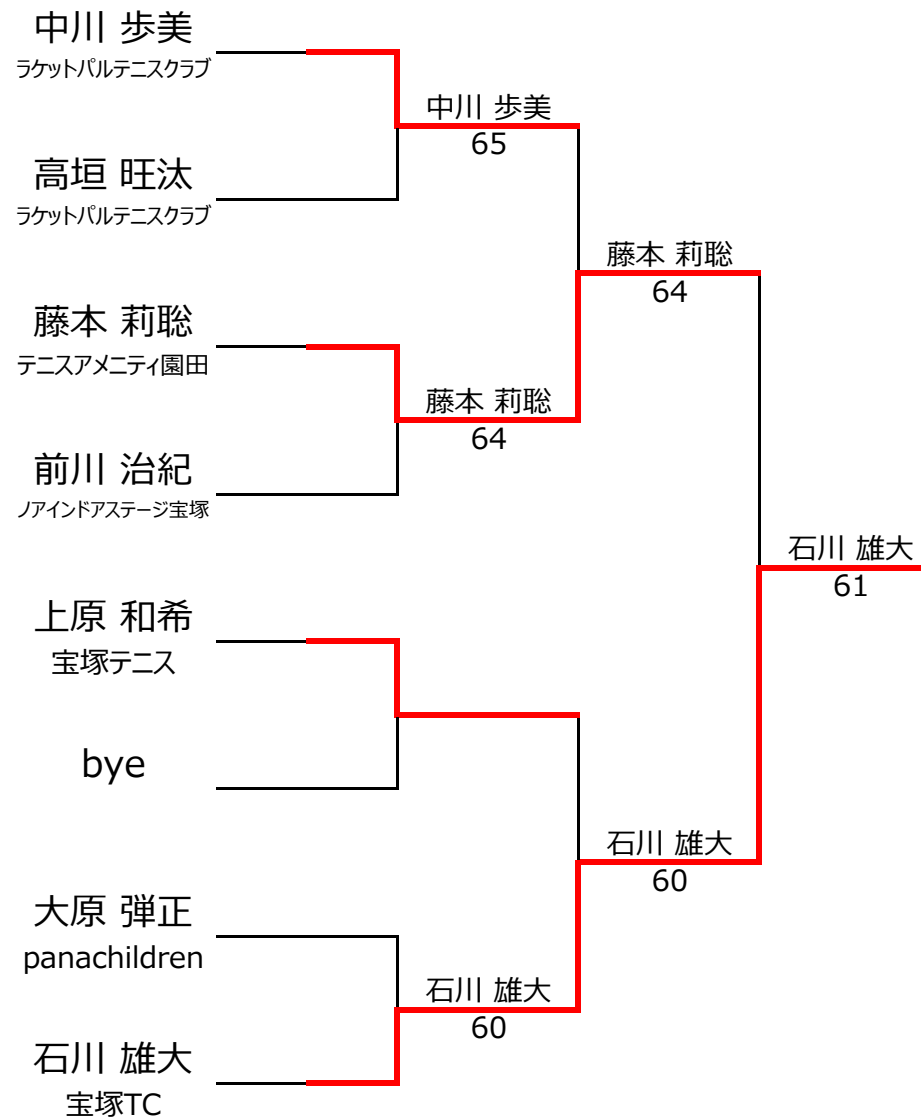 中川 歩美
ラケットパルテニスクラブ
中川 歩美
65
高垣 旺汰
ラケットパルテニスクラブ
藤本 莉聡
64
藤本 莉聡
テニスアメニティ園田
藤本 莉聡
64
前川 治紀
ノアインドアステージ宝塚
石川 雄大
61
上原 和希
宝塚テニス
bye
石川 雄大
60
大原 弾正
panachildren
石川 雄大
60
石川 雄大
宝塚TC